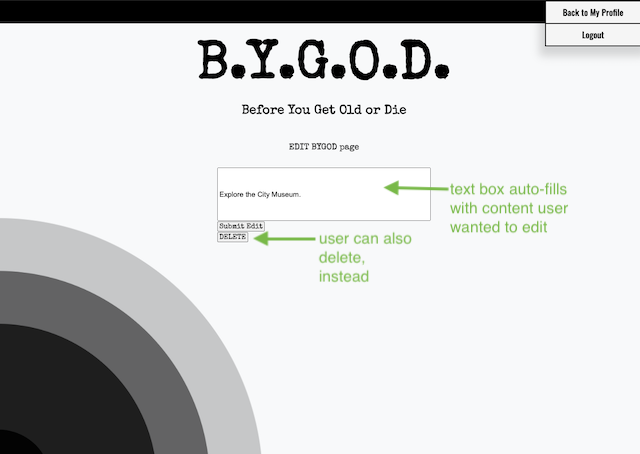 Back to My Profile
Logout
B.Y.G.O.D.
Before You Get Old or Die
EDIT BYGOD page
Explore the City Museum.
text box auto-fills
with content user
wanted to edit
Submit Edit
DELETE
user can also
delete,
instead